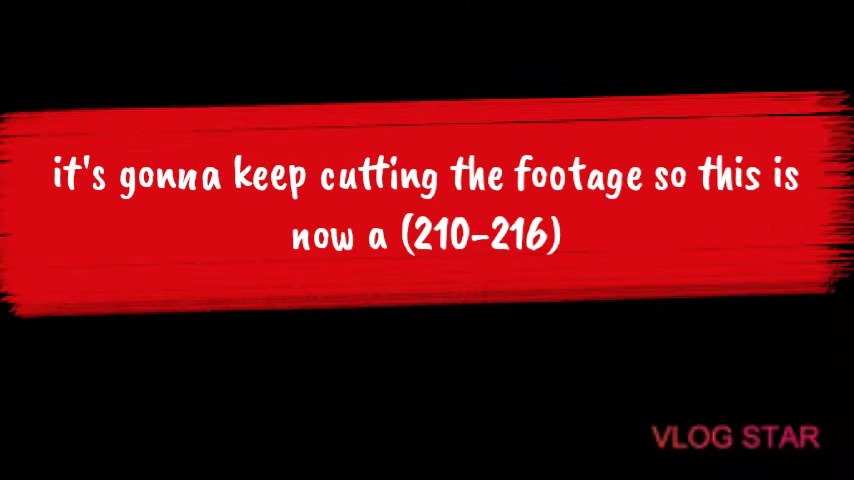 it's gonna keep cutting the footage so this is
now a (210-216)
VLOG STAR